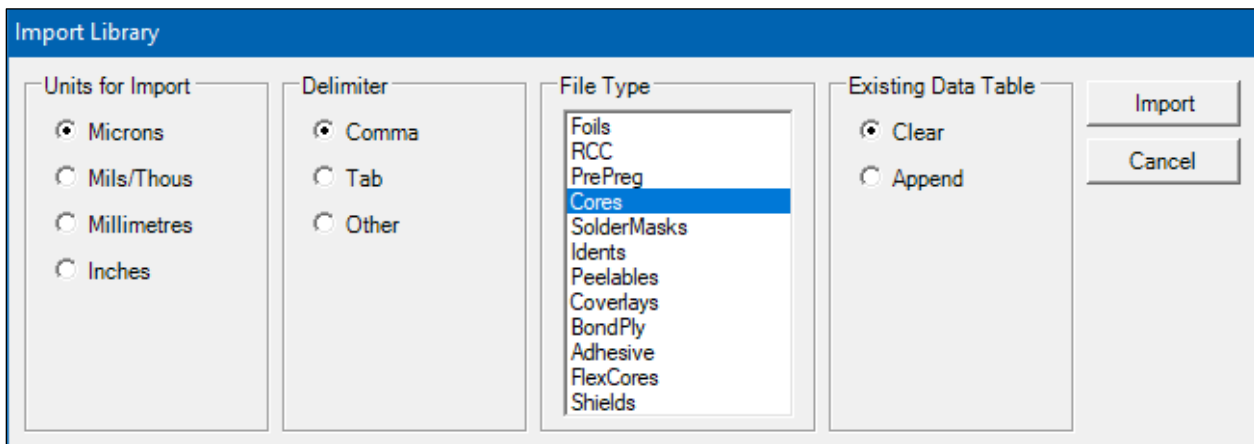 Import Library
Units for Import
Microns
Mils/Thous
Millimetres
Inches
Delimiter
Comma
Tab
Other
File Type
Foils
RCC
PrePreg
Cores
SolderMasks
Idents
Peelables
Coverlays
BondPly
Adhesive
FlexCores
Shields
Existing Data Table
Clear
Append
Import
Cancel